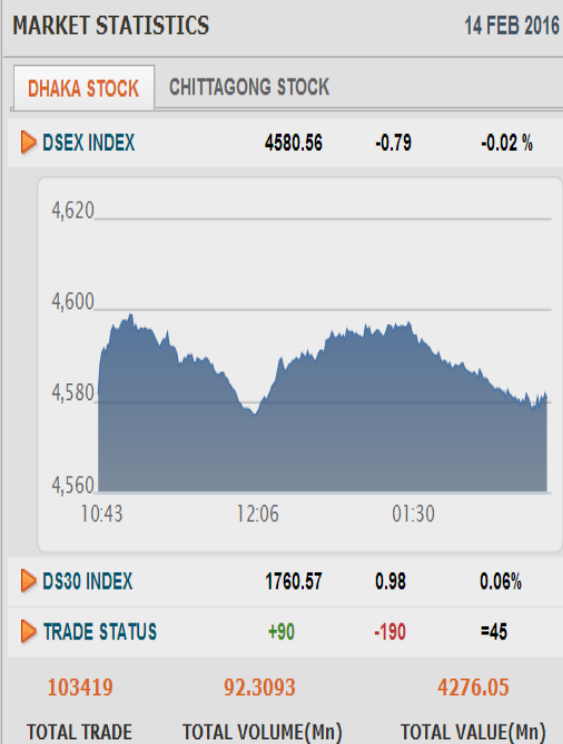 MARKET STATISTICS 14 FEB 2016
DHAKA STOCK CHITTAGONG STOCK
DSEX INDEX 4580.56 -0.79 -0.02 %
4,620
4,600
4,580
4,560
10:43 12:06 01:30
DS30 INDEX 1760.57 0.98 0.06%
TRADE STATUS +90 -190 =45
103419 92.3093 4276.05
TOTAL TRADE TOTAL VOLUME(Mn) TOTAL VALUE(Mn)